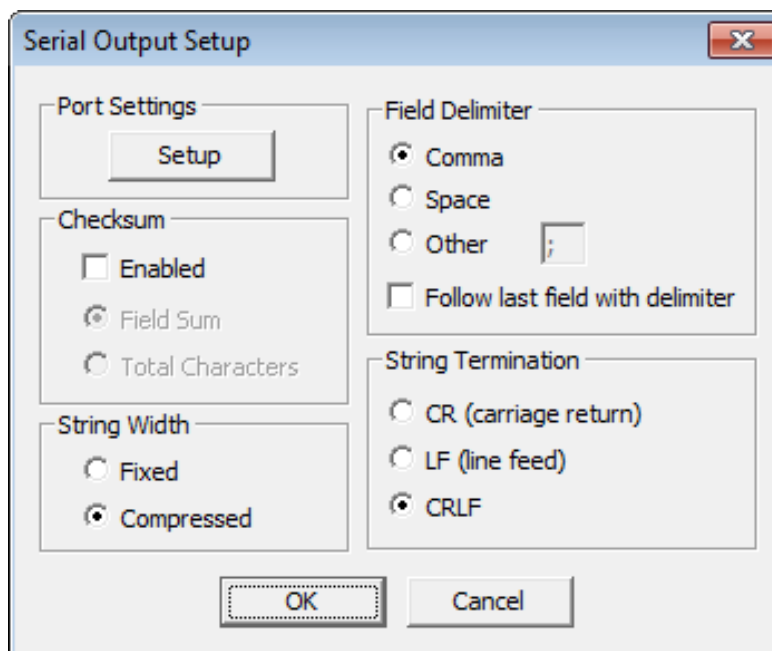 Serial Output Setup
Port Settings
Setup
Checksum
Enabled
Field Sum
Total Characters
String Width
Fixed
Compressed
Field Delimiter
Comma
Space
Other ;
Follow last field with delimiter
String Termination
CR (carriage return)
LF (line feed)
CRLF
OK Cancel